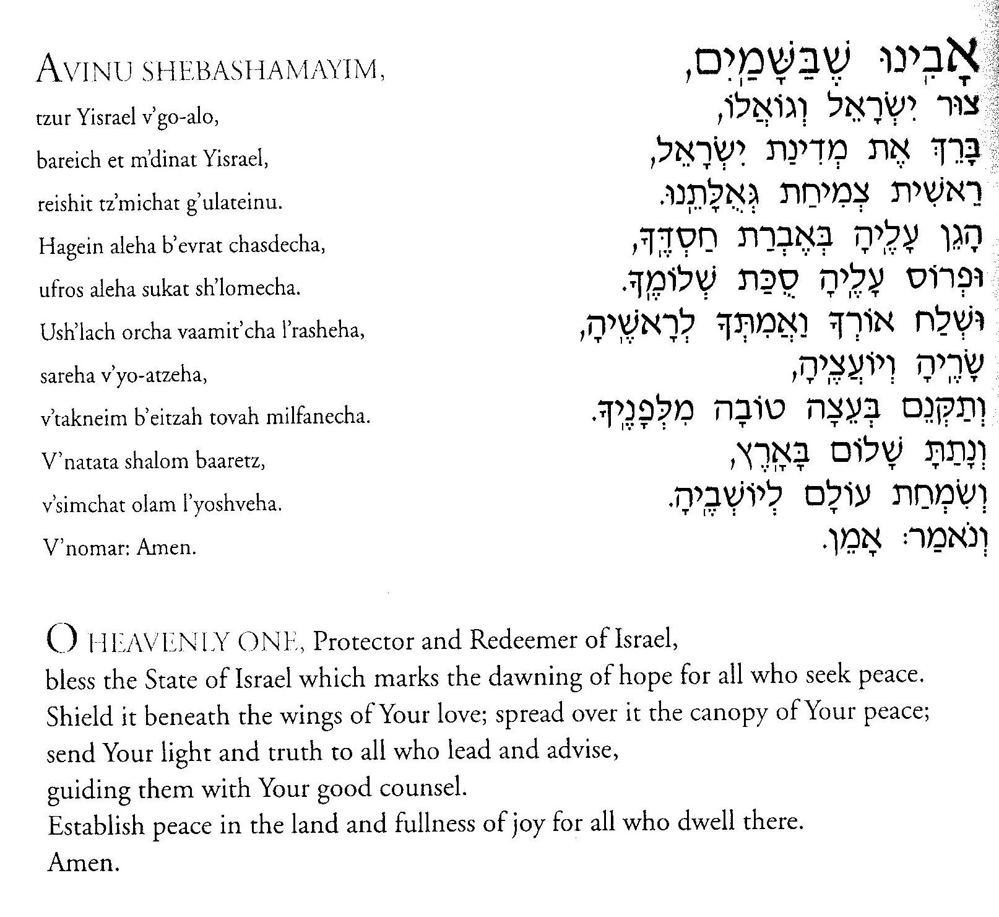 AVINU SHEBASHAMAYIM,
tzur Yisrael v'go-alo,
bareich et m'dinat Yisrael,
reishit tz'michat g'ulateinu.
Hagein aleha b'evrat chasdecha,
ufros aleha sukat sh'lomecha.
Ush'lach orcha vaamit'cha l'rasheha,
sareha v'yo-atzeha,
v'takneim b'eitzah tovah milfanecha.
V'natata shalom baaretz,
v'simchat olam l'yoshveha.
V'nomar: Amen.
אָבִֽינוּ שֶׁבַּשָּׁמַֽיִם,
צוּר יִשְׂרָאֵל וְגוֹאֲלוֹ,
בָּרֵךְ אֶת מְדִינַת יִשְׂרָאֵל,
רֵאשִׁית צְמִיחַת גְּאֻלָּתֵֽנוּ.
הָגֵן עָלֶֽיהָ בְּאֶבְרַת חַסְדֶּֽךָ,
וּפְרוֹס עָלֶֽיהָ סֻכַּת שְׁלוֹמֶֽךָ.
וּשְׁלַח אוֹרְךָ וַאֲמִתְּךָ לְרָאשֶֽׁיהָ,
שָׂרֶֽיהָ וְיוֹעֲצֶֽיהָ,
וְתַקְּנֵם בְּעֵצָה טוֹבָה מִלְּפָנֶֽיךָ.
וְנָתַתָּ שָׁלוֹם בָּאָֽרֶץ,
וְשִׂמְחַת עוֹלָם לְיוֹשְׁבֶֽיהָ.
וְנֹאמַר: אָמֵן.
O HEAVENLY ONE, Protector and Redeemer of Israel,
bless the State of Israel which marks the dawning of hope for all who seek peace.
Shield it beneath the wings of Your love; spread over it the canopy of Your peace;
send Your light and truth to all who lead and advise,
guiding them with Your good counsel.
Establish peace in the land and fullness of joy for all who dwell there.
Amen.